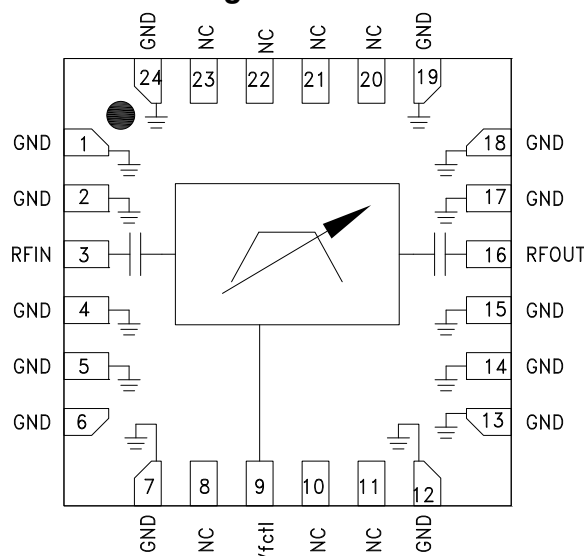 GND NC NC NC NC GND
24 23 22 21 20 19
GND 1 18 GND
GND 2 17 GND
RFIN 3 16 RFOUT
GND 4 15 GND
GND 5 14 GND
GND 6 13 GND
7 8 9 10 11 12
GND NC fctl NC NC GND